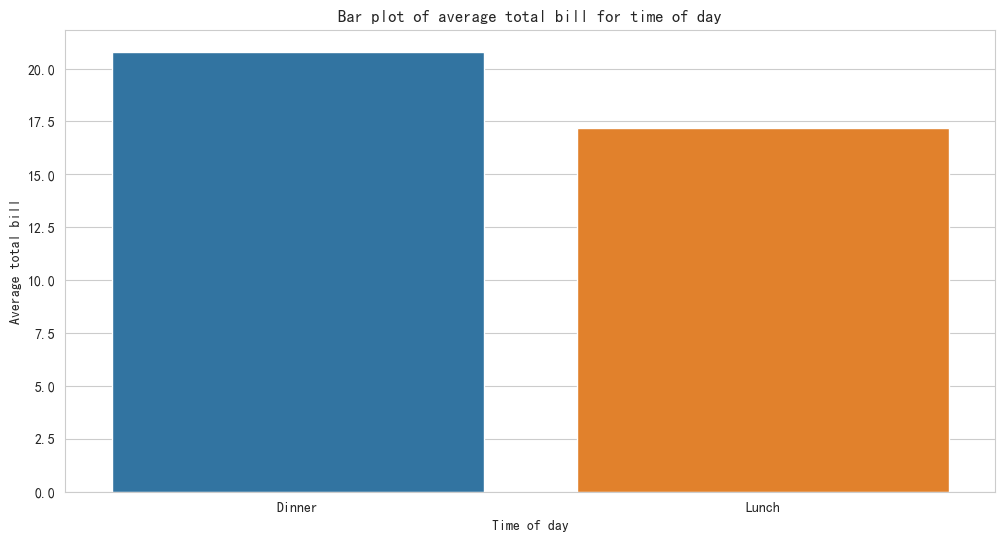 Bar plot of average total bill for time of day
Average total bill
20.0
17.5
15.0
12.5
10.0
7.5
5.0
2.5
0.0
Dinner
Lunch
Time of day